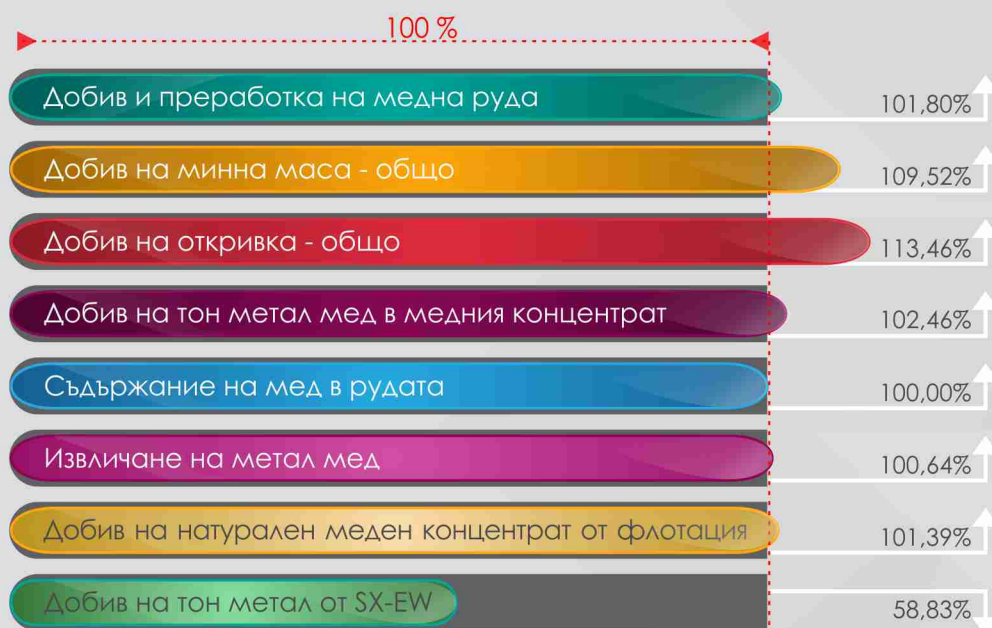 100 %
Добив и преработка на медна руда 101,80%
Добив на минна маса - общо 109,52%
Добив на откривка - общо 113,46%
Добив на тон метал мед в медния концентрат 102,46%
Съдържание на мед в рудата 100,00%
Извличане на метал мед 100,64%
Добив на натурален меден концентрат от флотация 101,39%
Добив на тон метал от SX-EW 58,83%